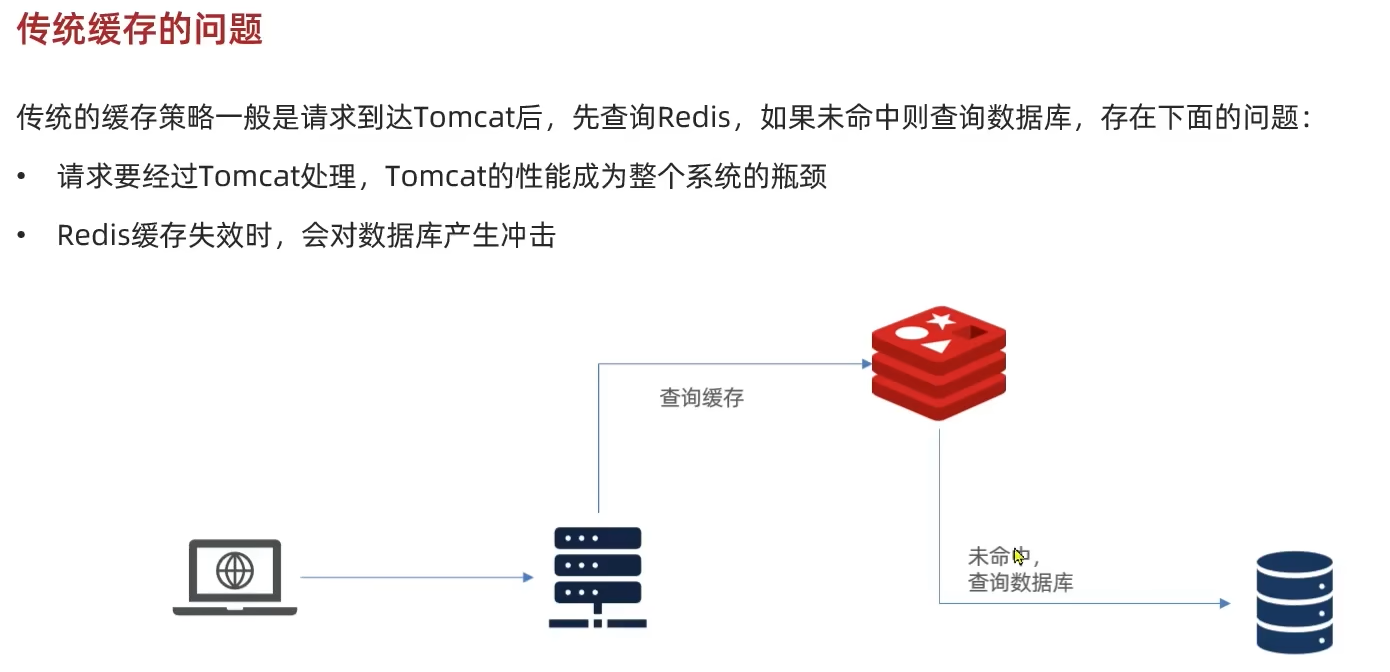 传统缓存的问题
传统的缓存策略一般是请求到达Tomcat后，先查询Redis，如果未命中则查询数据库，存在下面的问题：
• 请求要经过Tomcat处理，Tomcat的性能成为整个系统的瓶颈
• Redis缓存失效时，会对数据库产生冲击
查询缓存
未命中，
查询数据库